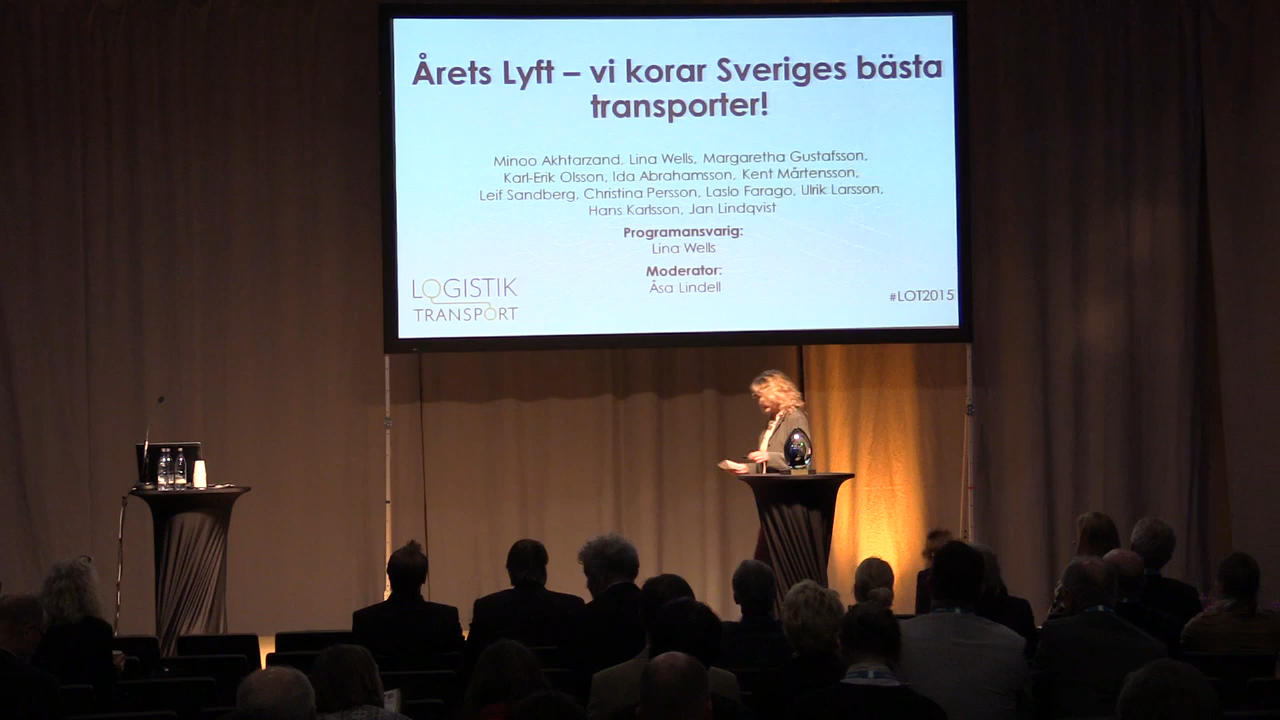 Årets Lyft – vi korar Sveriges bästa
transporter!
Minoo Akhtarzand, Lina Wells, Margaretha Gustafsson,
Karl-Erik Olsson, Ida Abrahamsson, Kent Mårtensson,
Leif Sandberg, Christina Persson, Laslo Farago, Ulrik Larsson,
Hans Karlsson, Jan Lindqvist
Programansvarig:
Lina Wells
Moderator:
Åsa Lindell
LOGISTIK
TRANSPORT
#LOT2015